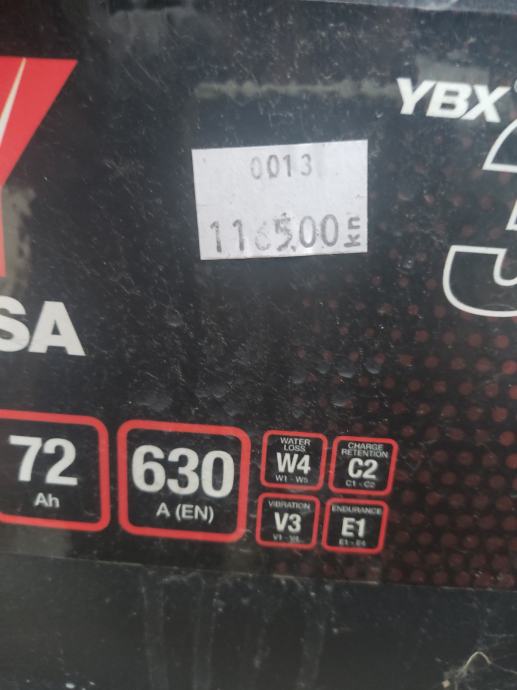 YBX
3
0013
1165,00 kn
SA
72
Ah
630
A (EN)
WATER
LOSS
W4
W1 - W5
CHARGE
RETENTION
C2
C1 - C2
VIBRATION
V3
V1 - V4
ENDURANCE
E1
E1 - E4